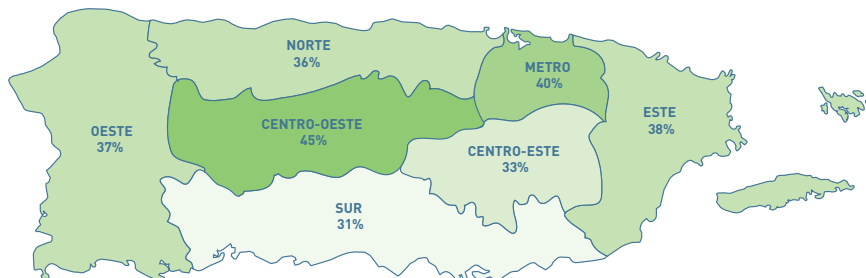 NORTE
36%
METRO
40%
OESTE
37%
CENTRO-OESTE
45%
ESTE
38%
CENTRO-ESTE
33%
SUR
31%